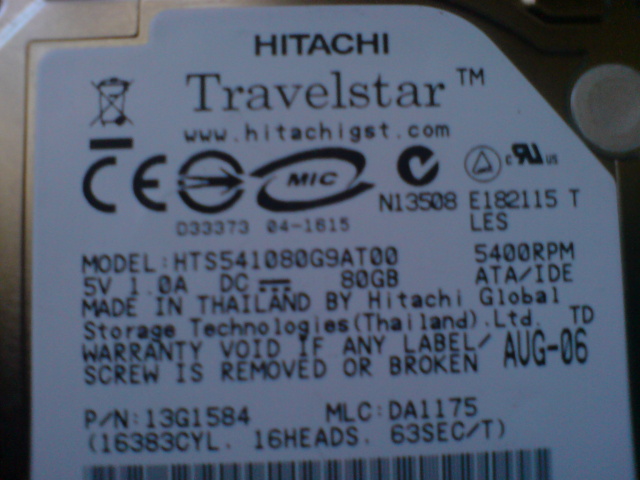 HITACHI
Travelstar™
www.hitachigst.com
CE MIC
N13508 E182115 T
D33373 04-1615 LES
MODEL:HTS541080G9AT00 5400RPM
5V 1.0A DC 80GB ATA/IDE
MADE IN THAILAND BY Hitachi Global
Storage Technologies(Thailand).Ltd. TD
WARRANTY VOID IF ANY LABEL/ AUG-06
SCREW IS REMOVED OR BROKEN
P/N:13G1584 MLC:DA1175
(16383CYL. 16HEADS. 63SEC/T)